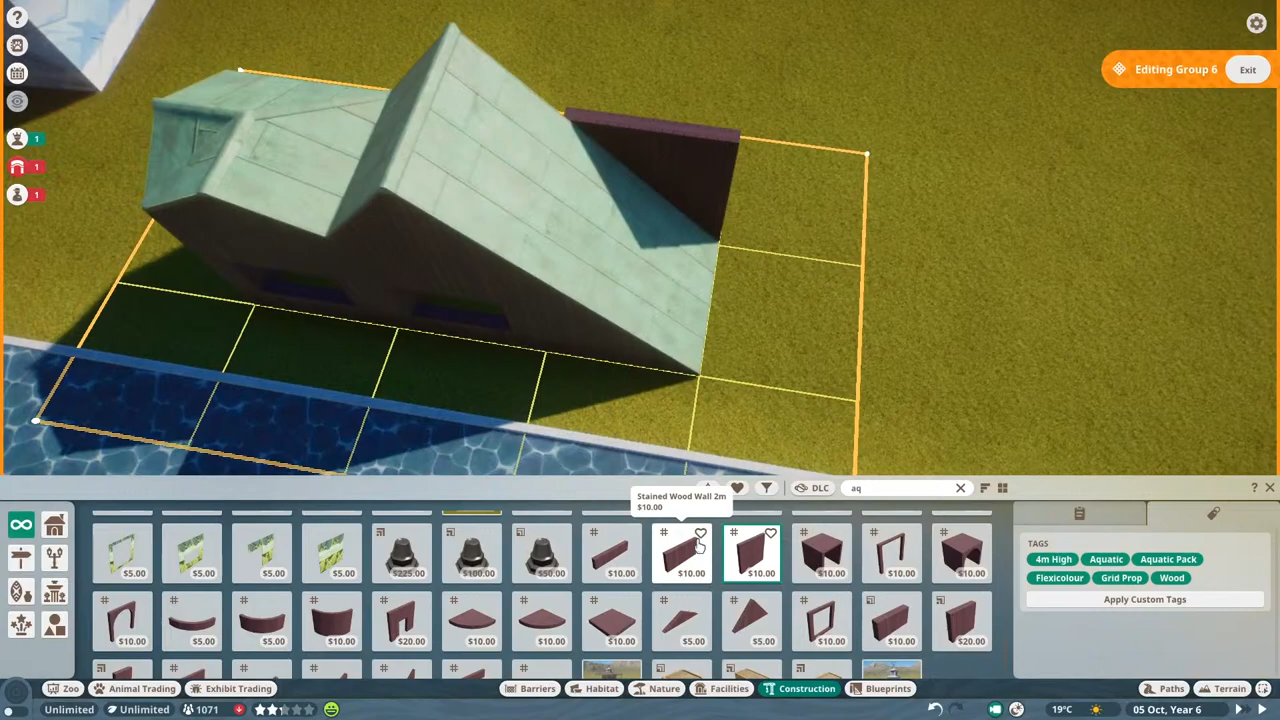 ?
Editing Group 6
Exit
1
1
1
DLC
aq
?
Stained Wood Wall 2m
$10.00
$5.00
$5.00
$5.00
$5.00
$225.00
$100.00
$50.00
$10.00
$10.00
$10.00
$10.00
$10.00
$10.00
$10.00
$5.00
$5.00
$10.00
$20.00
$10.00
$10.00
$10.00
$5.00
$5.00
$10.00
$10.00
$20.00
TAGS
4m High
Aquatic
Aquatic Pack
Flexicolour
Grid Prop
Wood
Apply Custom Tags
Zoo
Animal Trading
Exhibit Trading
Barriers
Habitat
Nature
Facilities
Construction
Blueprints
Paths
Terrain
Unlimited
Unlimited
1071
19°C
05 Oct, Year 6